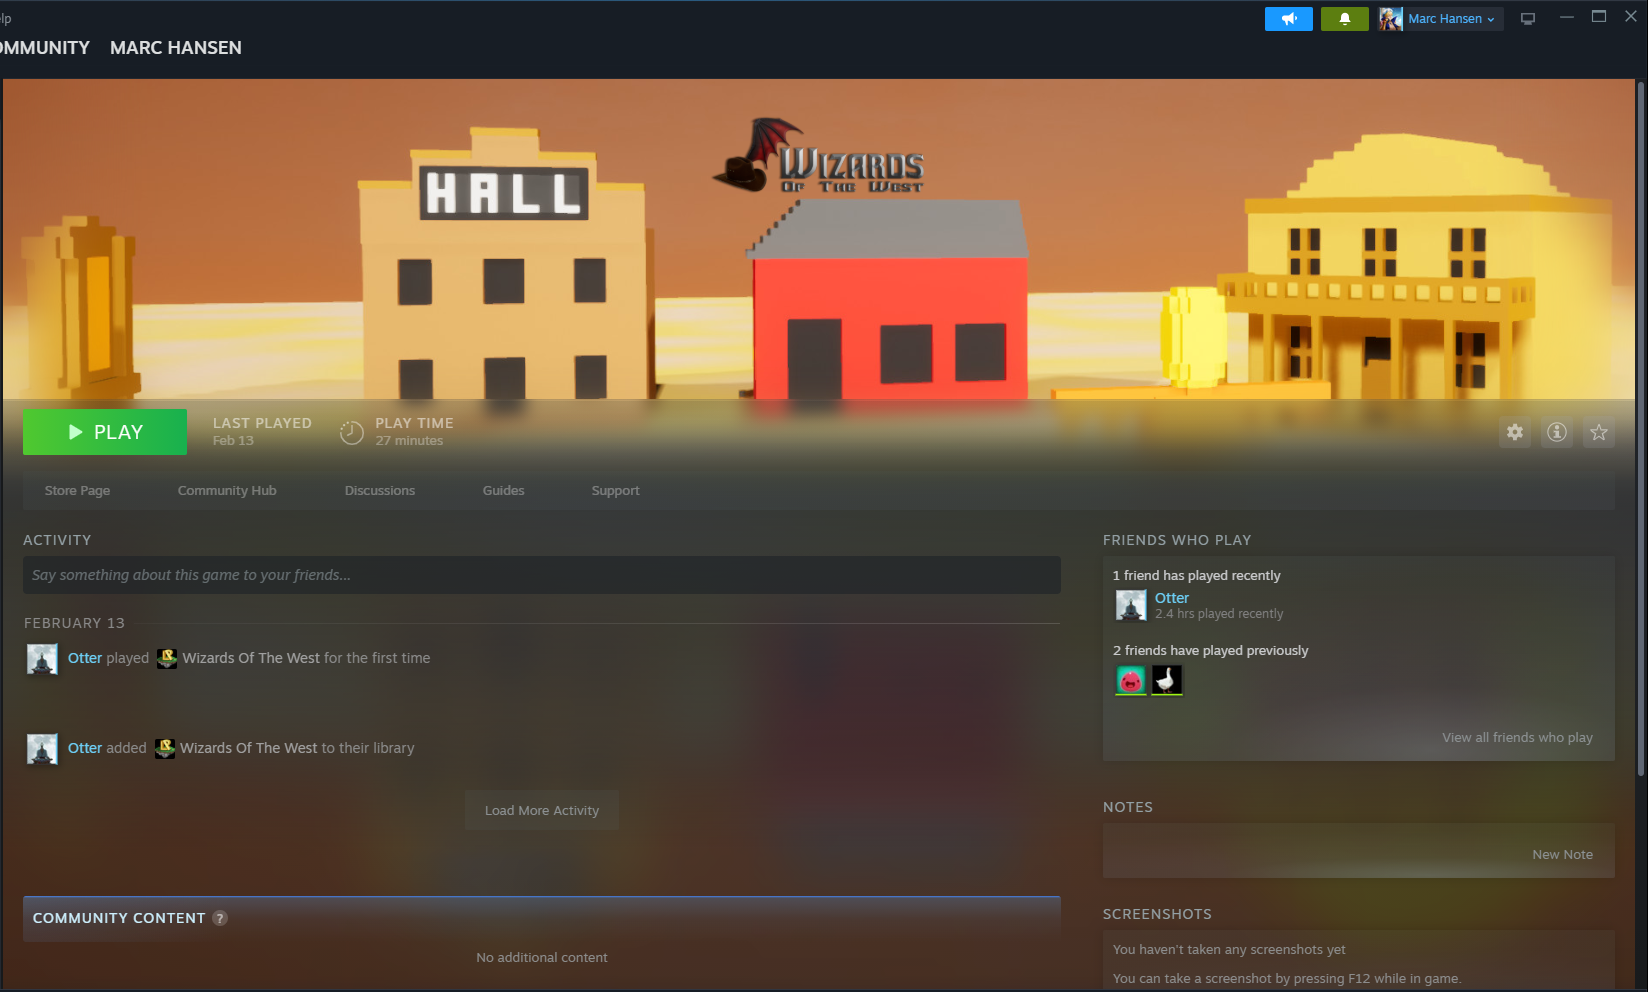 elp
Marc Hansen
OMMUNITY MARC HANSEN
HALL
WIZARDS
OF THE WEST
PLAY
LAST PLAYED
Feb 13
PLAY TIME
27 minutes
Store Page Community Hub Discussions Guides Support
ACTIVITY
Say something about this game to your friends...
FEBRUARY 13
Otter played Wizards Of The West for the first time
Otter added Wizards Of The West to their library
Load More Activity
COMMUNITY CONTENT ?
No additional content
FRIENDS WHO PLAY
1 friend has played recently
Otter
2.4 hrs played recently
2 friends have played previously
View all friends who play
NOTES
New Note
SCREENSHOTS
You haven't taken any screenshots yet
You can take a screenshot by pressing F12 while in game.